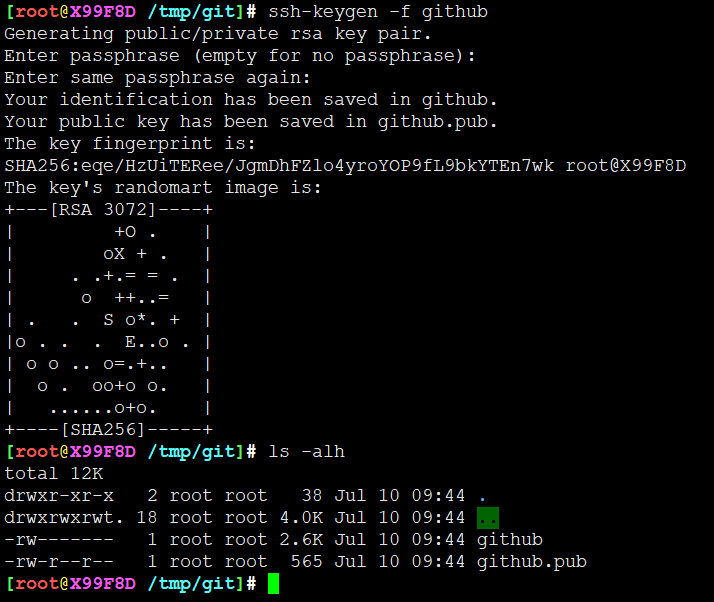 [root@X99F8D /tmp/git]# ssh-keygen -f github
Generating public/private rsa key pair.
Enter passphrase (empty for no passphrase):
Enter same passphrase again:
Your identification has been saved in github.
Your public key has been saved in github.pub.
The key fingerprint is:
SHA256:eqe/HzUiTERee/JgmDhFZlo4yroYOP9fL9bkYTEn7wk root@X99F8D
The key's randomart image is:
+---[RSA 3072]----+
|         +O .    |
|        oX + .   |
|     . .+.= = .  |
|      o  ++..=   |
| .   .  S o*. +  |
|o . .  .  E..o . |
| o o .. o=.+..   |
|  o .  oo+o o.   |
|   ......o+o.    |
+----[SHA256]-----+
[root@X99F8D /tmp/git]# ls -alh
total 12K
drwxr-xr-x   2 root root   38 Jul 10 09:44 .
drwxrwxrwt. 18 root root 4.0K Jul 10 09:44 ..
-rw-------   1 root root 2.6K Jul 10 09:44 github
-rw-r--r--   1 root root  565 Jul 10 09:44 github.pub
[root@X99F8D /tmp/git]#